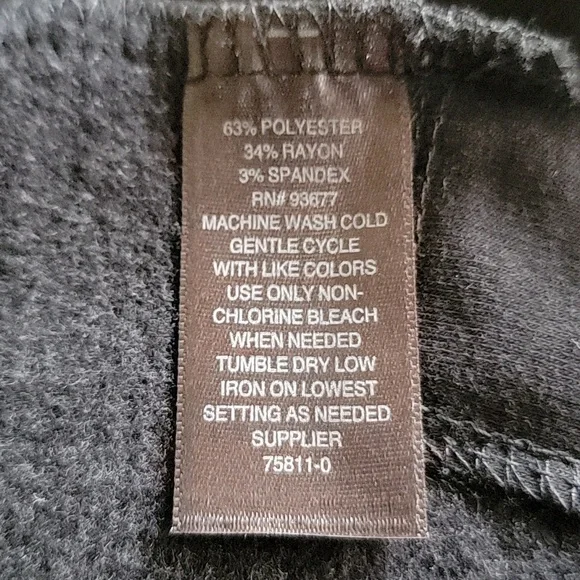 63% POLYESTER
34% RAYON
3% SPANDEX
RN# 93677
MACHINE WASH COLD
GENTLE CYCLE
WITH LIKE COLORS
USE ONLY NON-
CHLORINE BLEACH
WHEN NEEDED
TUMBLE DRY LOW
IRON ON LOWEST
SETTING AS NEEDED
SUPPLIER
75811-0